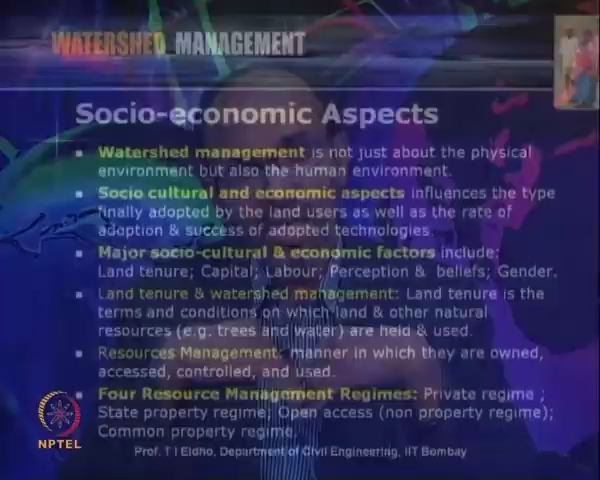 WATERSHED MANAGEMENT
Socio-economic Aspects
Watershed management is not just about the physical
environment but also the human environment.
Socio cultural and economic aspects influences the type
finally adopted by the land users as well as the rate of
adoption & success of adopted technologies.
Major socio-cultural & economic factors include:
Land tenure; Capital; Labour; Perception & beliefs; Gender.
Land tenure & watershed management: Land tenure is the
terms and conditions on which land & other natural
resources (e.g. trees and water) are held & used.
Resources Management: manner in which they are owned,
accessed, controlled, and used.
Four Resource Management Regimes: Private regime ;
State property regime; Open access (non property regime);
Common property regime.
NPTEL
Prof. T I Eldho, Department of Civil Engineering, IIT Bombay